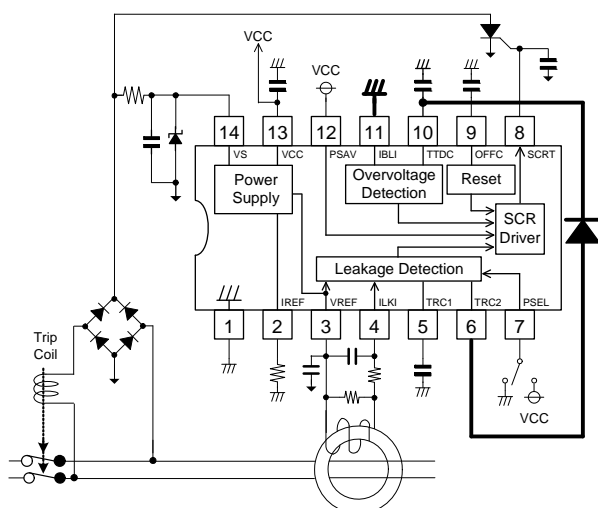 VCC
VCC
14
13
12
11
10
9
8
VS
VCC
PSAV
IBLI
TTDC
OFFC
SCRT
Power
Supply
Overvoltage
Detection
Reset
SCR
Driver
Leakage Detection
IREF
VREF
ILKI
TRC1
TRC2
PSEL
1
2
3
4
5
6
7
Trip
Coil
VCC